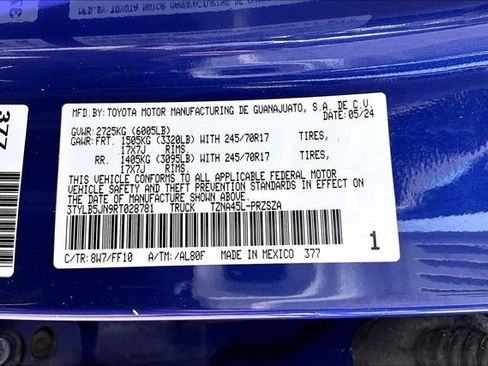 377
MFD.BY:TOYOTA MOTOR MANUFACTURING DE GUANAJUATO, S.A. DE C.V.
05/24
GVWR: 2725KG (6005LB)
GAWR:FRT. 1505KG (3320LB) WITH 245/70R17 TIRES,
17X7J RIMS
RR. 1405KG (3095LB) WITH 245/70R17 TIRES,
17X7J RIMS
THIS VEHICLE CONFORMS TO ALL APPLICABLE FEDERAL MOTOR
VEHICLE SAFETY AND THEFT PREVENTION STANDARDS IN EFFECT
ON THE DATE OF MANUFACTURE SHOWN ABOVE.
3TYLB5JN9RT028781 TRUCK TZNA45L-PRZSZA
C/TR: 8W7/FF10 A/TM:/AL80F MADE IN MEXICO 377
1